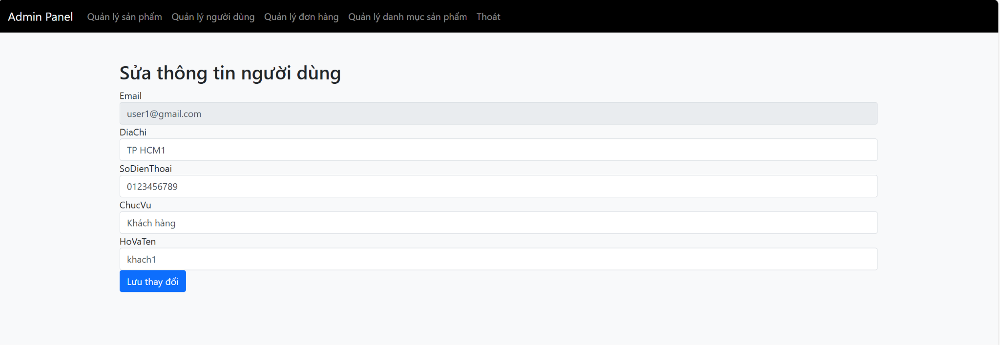 Admin Panel Quản lý sản phẩm Quản lý người dùng Quản lý đơn hàng Quản lý danh mục sản phẩm Thoát
Sửa thông tin người dùng
Email
user1@gmail.com
DiaChi
TP HCM1
SoDienThoai
0123456789
ChucVu
Khách hàng
HoVaTen
khach1
Lưu thay đổi